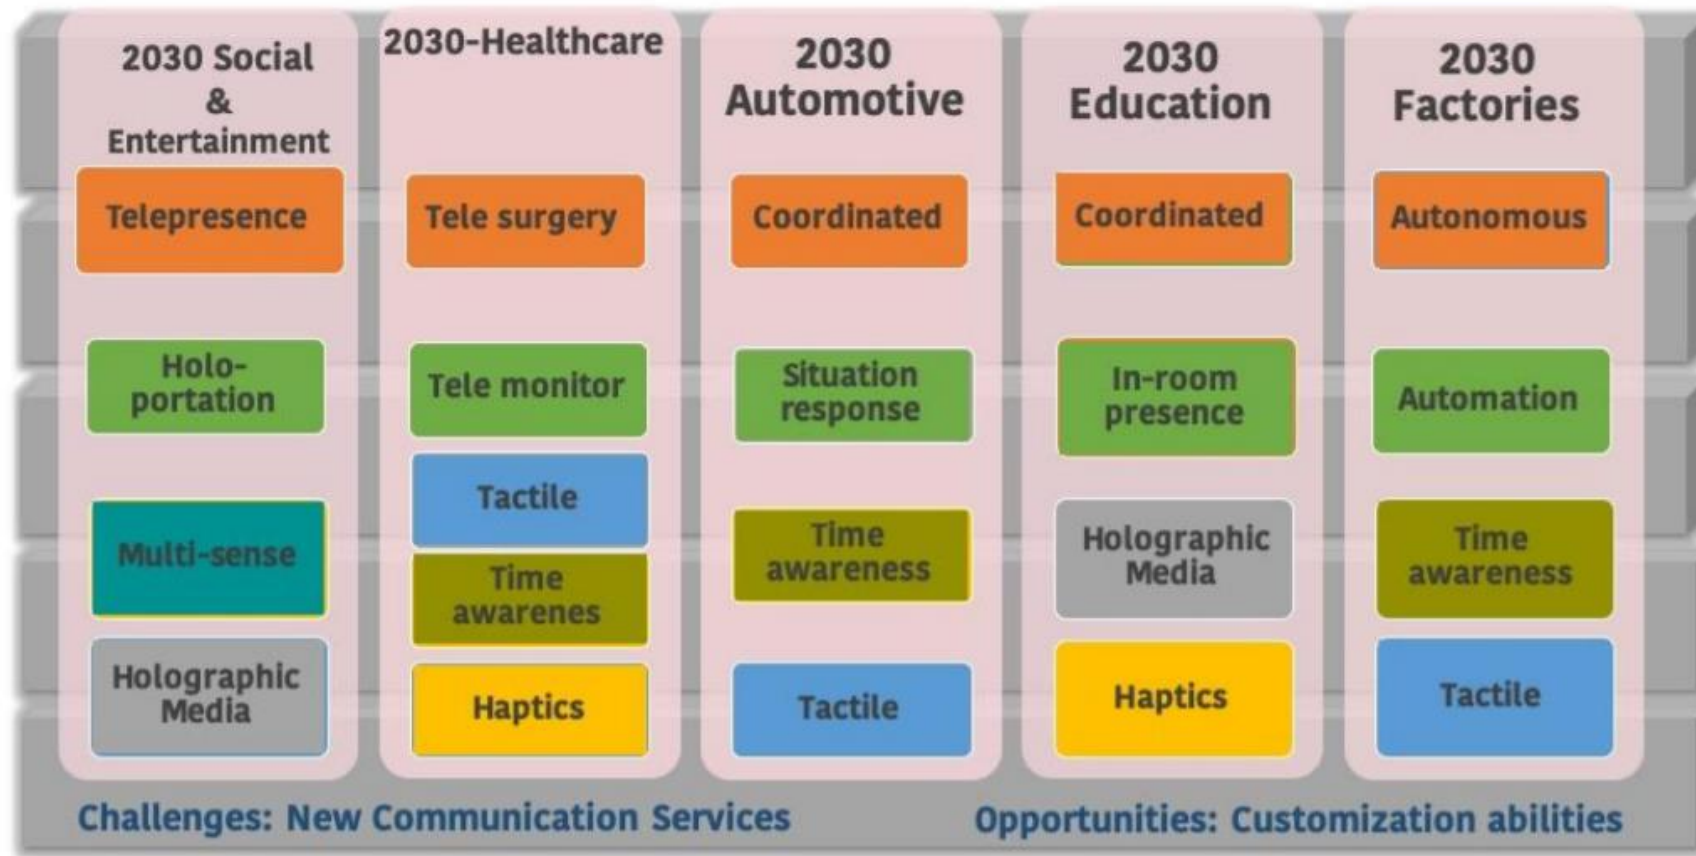 2030 Social
&
Entertainment
Telepresence
Holo-
portation
Multi-sense
Holographic
Media
2030-Healthcare
Tele surgery
Tele monitor
Tactile
Time
awarenes
Haptics
2030
Automotive
Coordinated
Situation
response
Time
awareness
Tactile
2030
Education
Coordinated
In-room
presence
Holographic
Media
Haptics
2030
Factories
Autonomous
Automation
Time
awareness
Tactile
Challenges: New Communication Services
Opportunities: Customization abilities